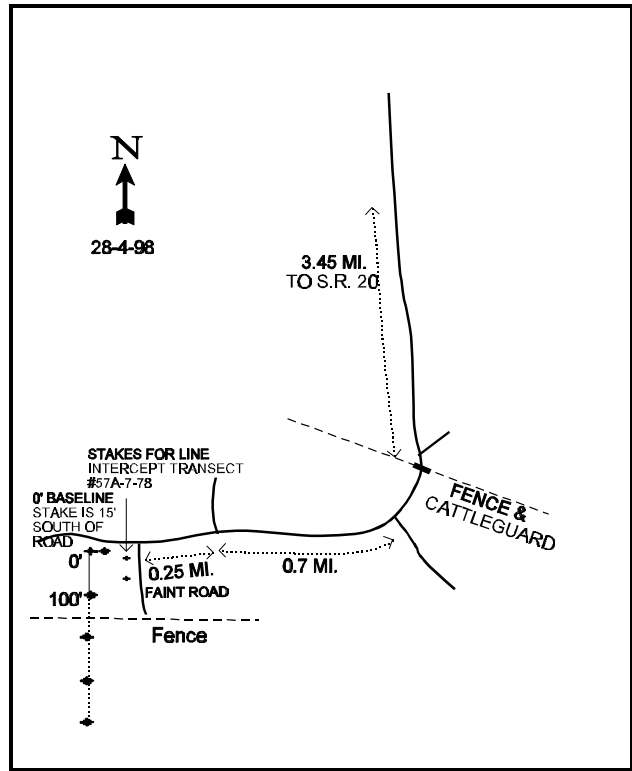 N
28-4-98
3.45 MI.
TO S.R. 20
STAKES FOR LINE
INTERCEPT TRANSECT
#57A-7-78
0' BASELINE
STAKE IS 15'
SOUTH OF
ROAD
FENCE &
CATTLEGUARD
0'
0.25 MI.
0.7 MI.
FAINT ROAD
100'
Fence